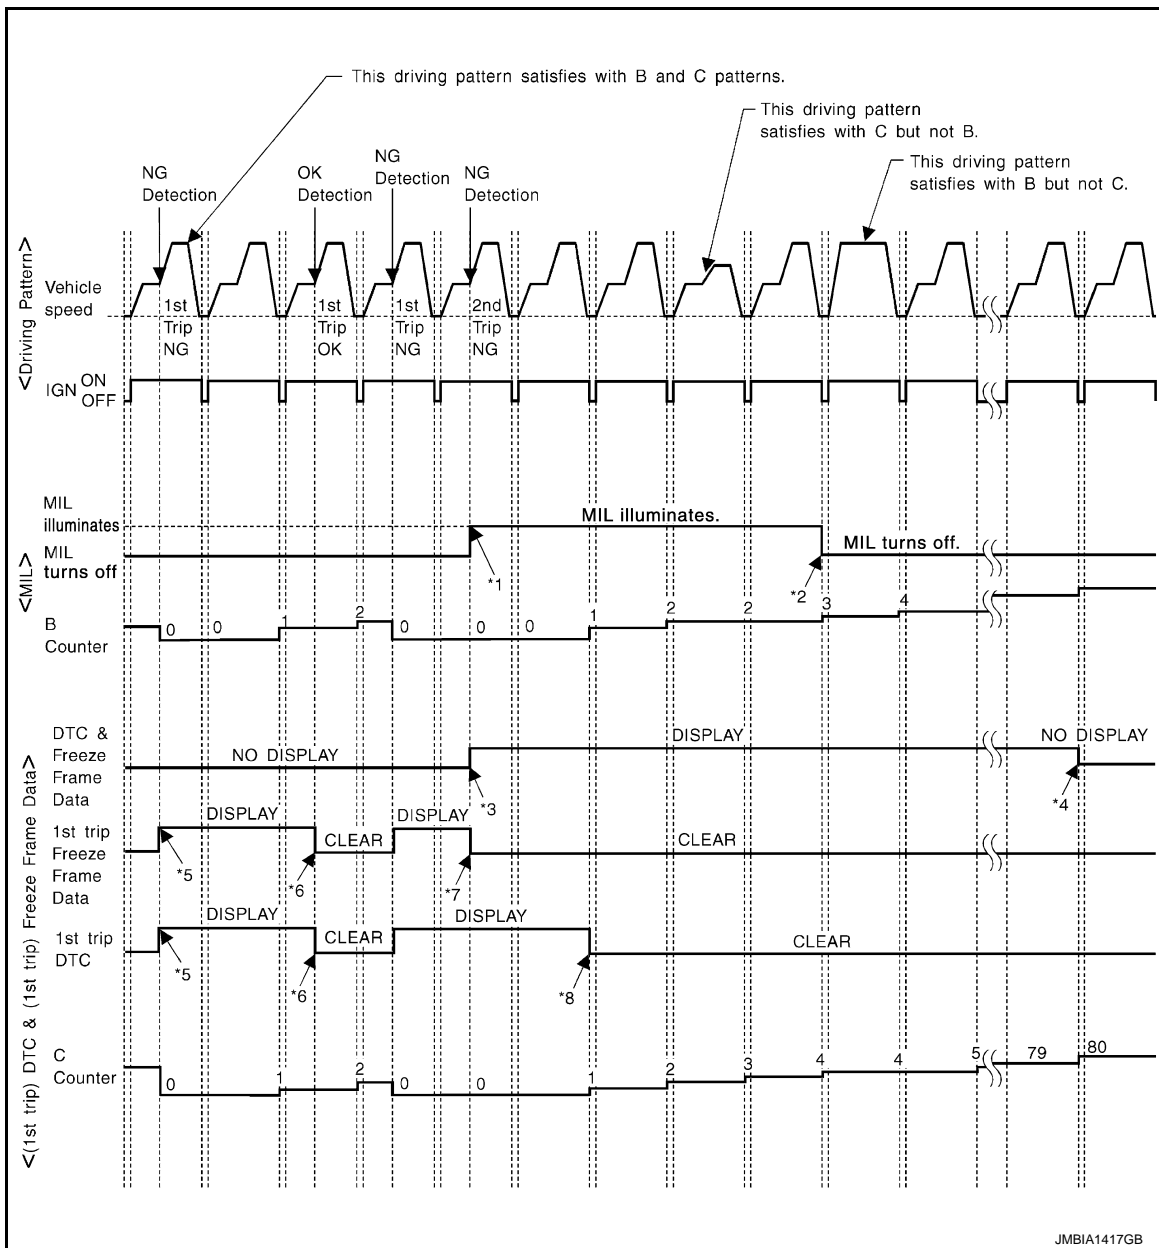 This driving pattern satisfies with B and C patterns.
This driving pattern
satisfies with C but not B.
This driving pattern
satisfies with B but not C.
NG
Detection
OK
Detection
NG
Detection
NG
Detection
<Driving Pattern>
Vehicle
speed
1st
Trip
NG
1st
Trip
OK
1st
Trip
NG
2nd
Trip
NG
IGN ON
OFF
<MIL>
MIL
illuminates
MIL illuminates.
MIL
turns off
MIL turns off.
*1
*2
B
Counter
0 0 1 2 0 0 0 1 2 2 3 4
<(1st trip) DTC & (1st trip) Freeze Frame Data>
DTC &
Freeze
Frame
Data
NO DISPLAY
DISPLAY
NO DISPLAY
*3
*4
1st trip
Freeze
Frame
Data
DISPLAY
CLEAR
DISPLAY
CLEAR
*5
*6
*7
1st trip
DTC
DISPLAY
CLEAR
DISPLAY
CLEAR
*5
*6
*8
C
Counter
0 1 2 0 0 1 2 3 4 4 5 79 80
JMBIA1417GB